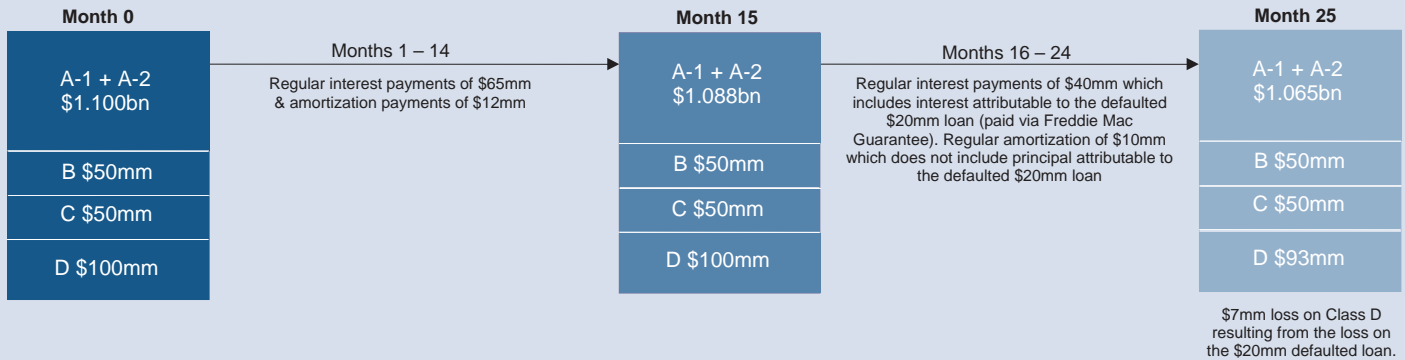 Month 0
A-1 + A-2
$1.100bn
B $50mm
C $50mm
D $100mm
Months 1 – 14
Regular interest payments of $65mm
& amortization payments of $12mm
Month 15
A-1 + A-2
$1.088bn
B $50mm
C $50mm
D $100mm
Months 16 – 24
Regular interest payments of $40mm which
includes interest attributable to the defaulted
$20mm loan (paid via Freddie Mac
Guarantee). Regular amortization of $10mm
which does not include principal attributable to
the defaulted $20mm loan
Month 25
A-1 + A-2
$1.065bn
B $50mm
C $50mm
D $93mm
$7mm loss on Class D
resulting from the loss on
the $20mm defaulted loan.